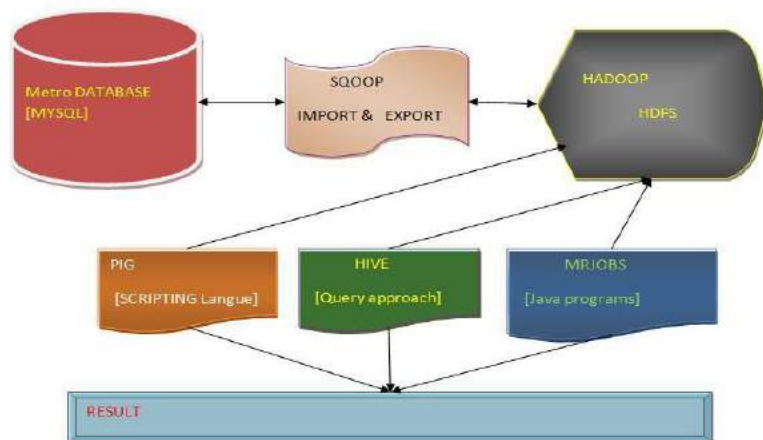 Metro DATABASE
[MYSQL]
SQOOP
IMPORT & EXPORT
HADOOP
HDFS
PIG
[SCRIPTING Langue]
HIVE
[Query approach]
MRJOBS
[Java programs]
RESULT